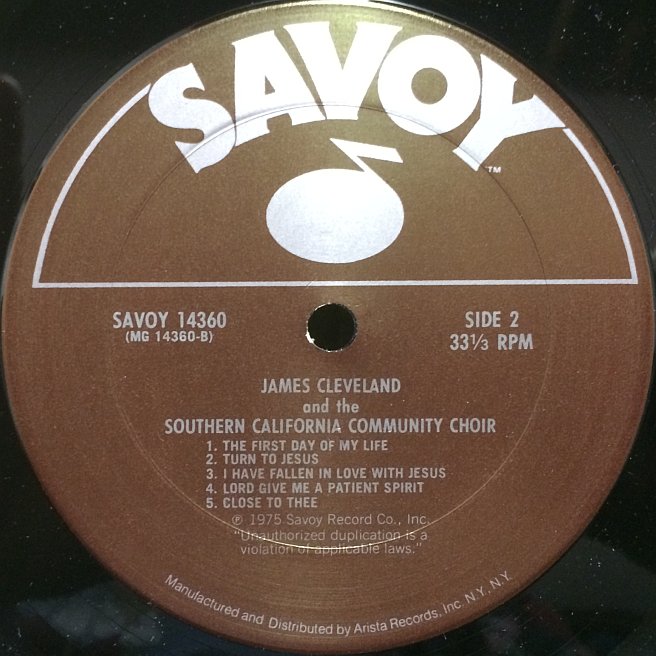 SAVOY
TM
SAVOY 14360
(MG 14360-B)
SIDE 2
33⅓ RPM
JAMES CLEVELAND
and the
SOUTHERN CALIFORNIA COMMUNITY CHOIR
1. THE FIRST DAY OF MY LIFE
2. TURN TO JESUS
3. I HAVE FALLEN IN LOVE WITH JESUS
4. LORD GIVE ME A PATIENT SPIRIT
5. CLOSE TO THEE
℗ 1975 Savoy Record Co., Inc.
"Unauthorized duplication is a
violation of applicable laws."
Manufactured and Distributed by Arista Records, Inc. N.Y. N.Y.